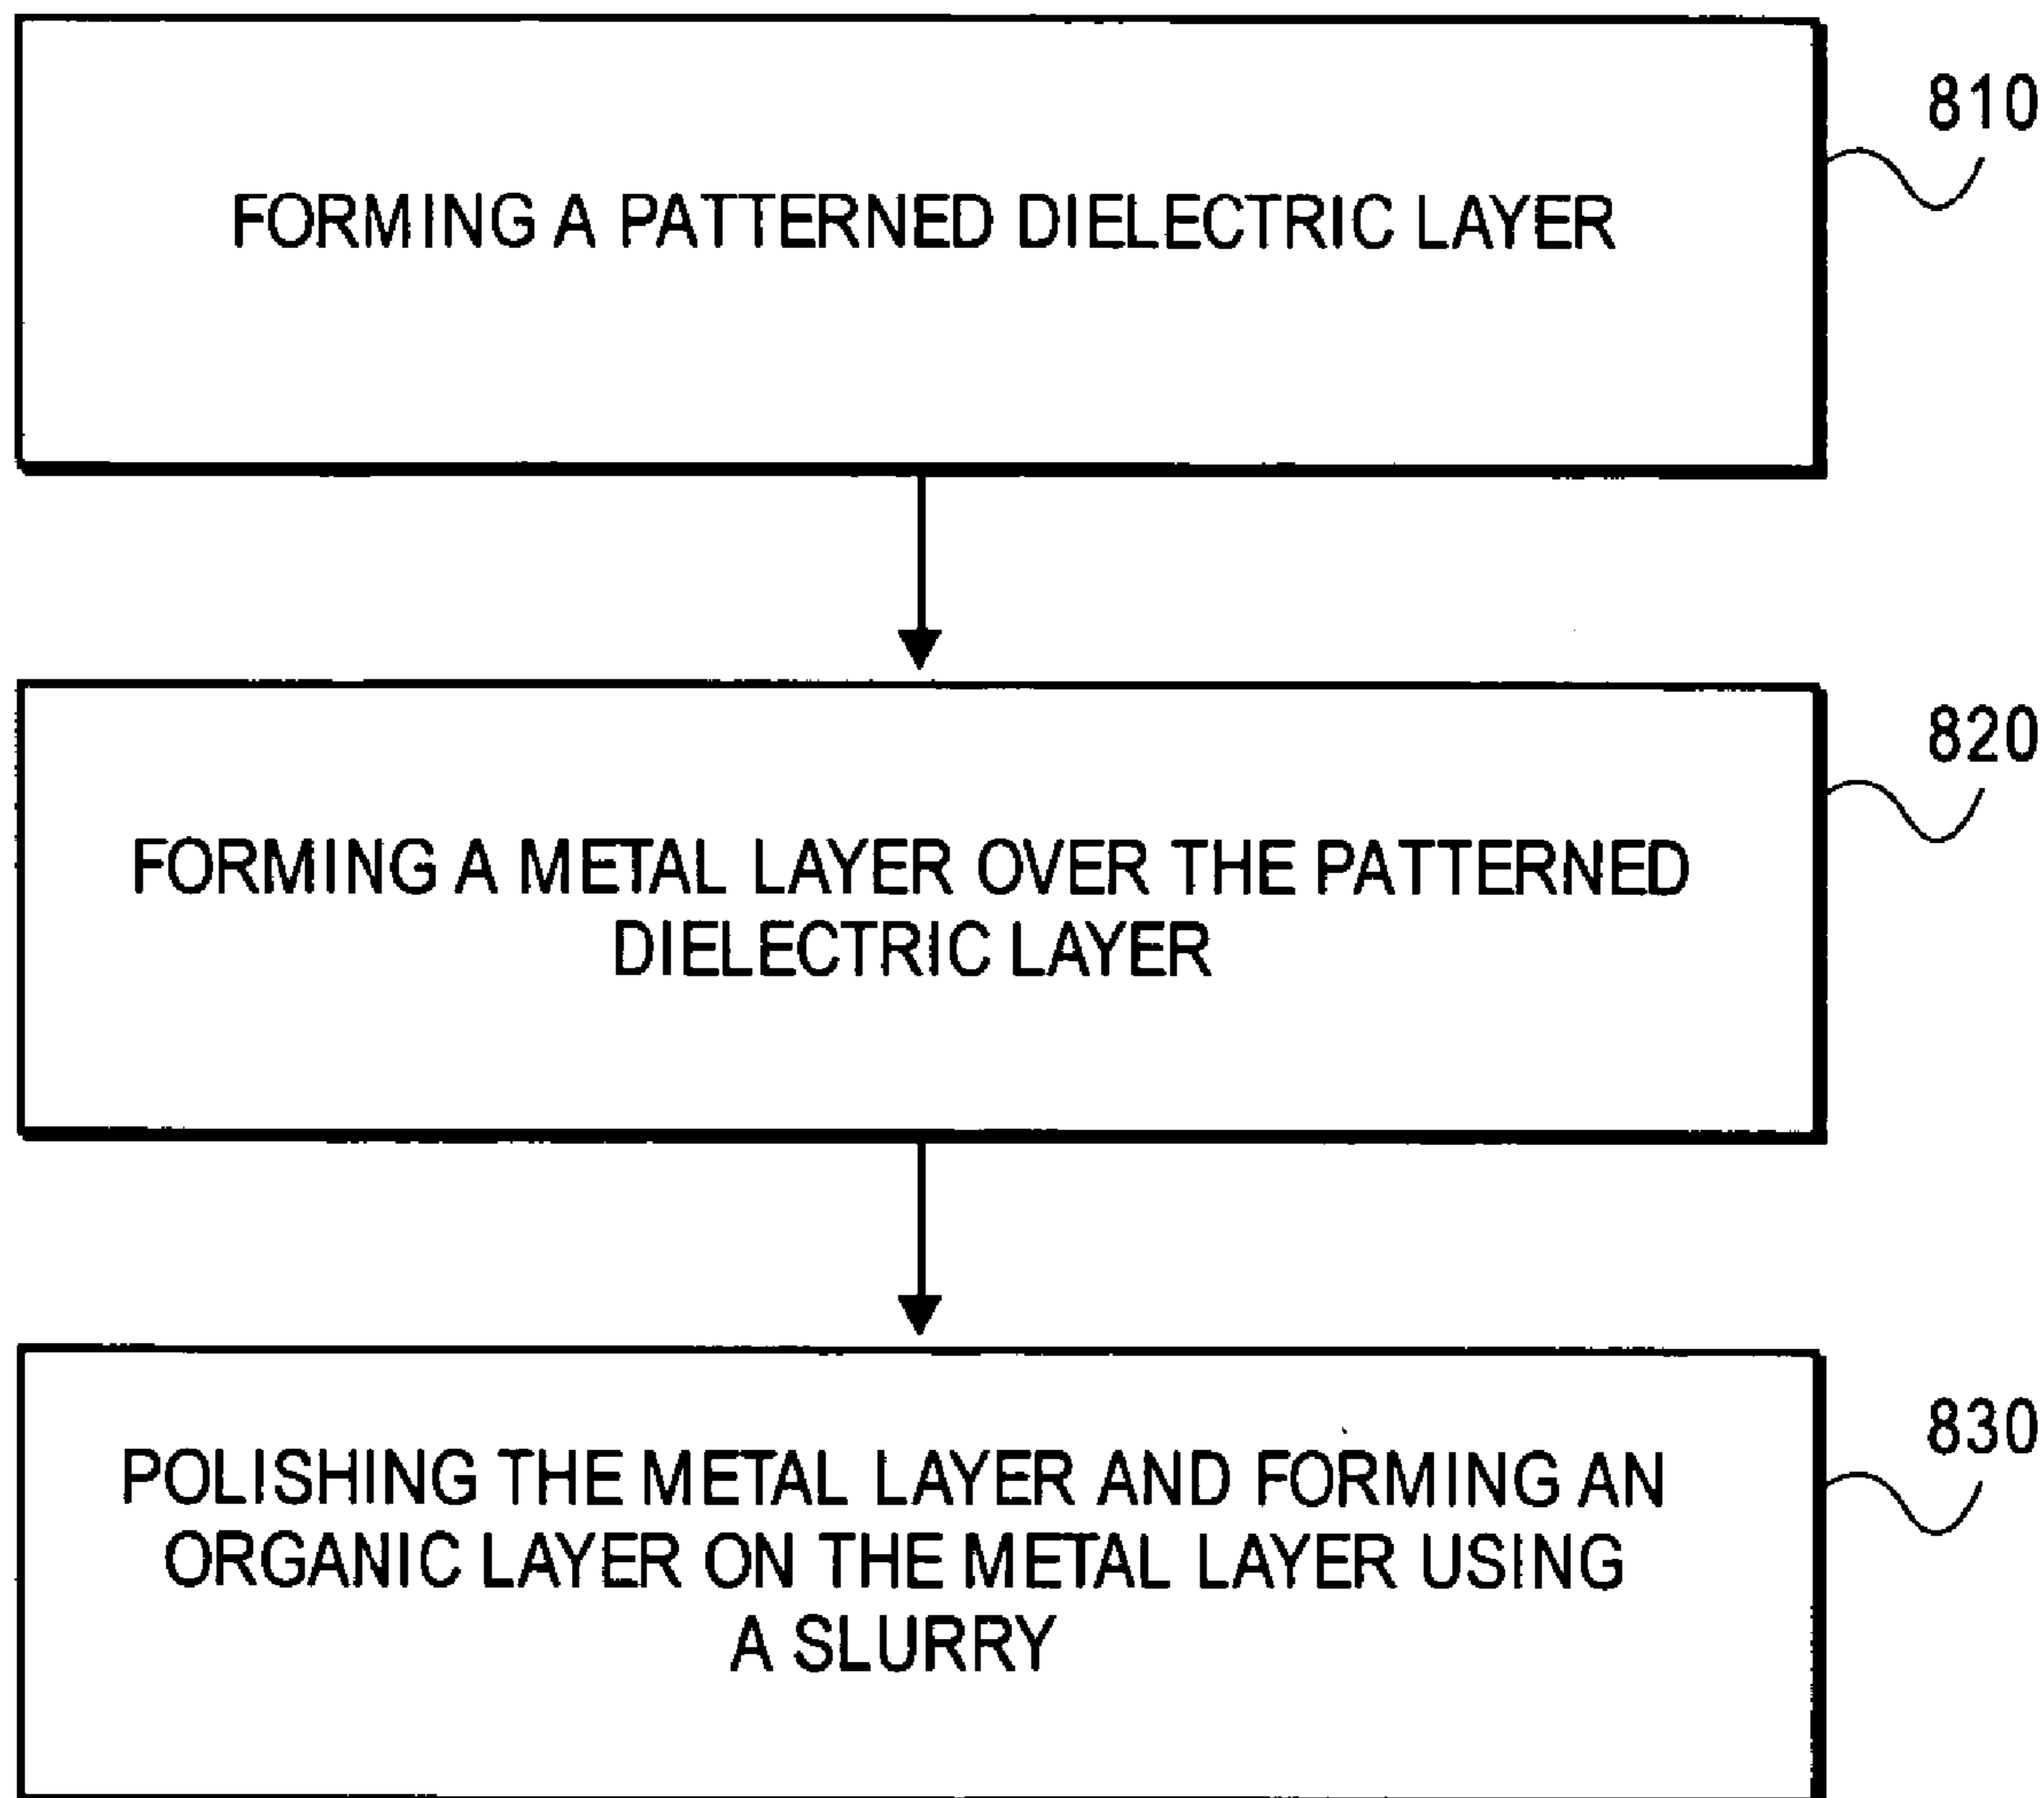 810
FORMING A PATTERNED DIELECTRIC LAYER
820
FORMING A METAL LAYER OVER THE PATTERNED
DIELECTRIC LAYER
830
POLISHING THE METAL LAYER AND FORMING AN
ORGANIC LAYER ON THE METAL LAYER USING
A SLURRY